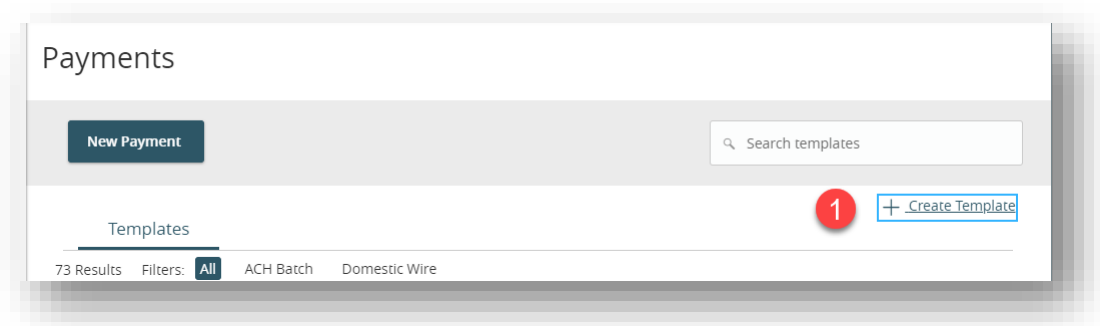 Payments
New Payment
Search templates
1
+ Create Template
Templates
73 Results Filters: All ACH Batch Domestic Wire